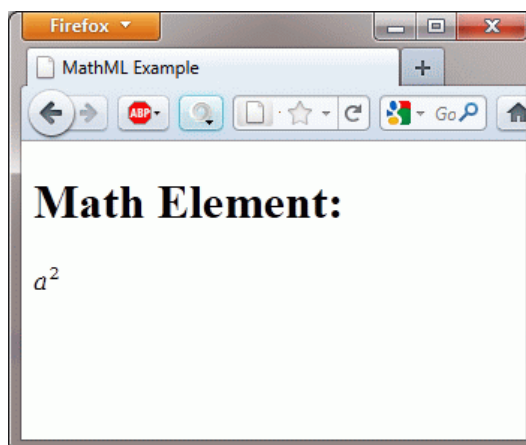 Firefox
MathML Example
ABP
Go
Math Element:
a²